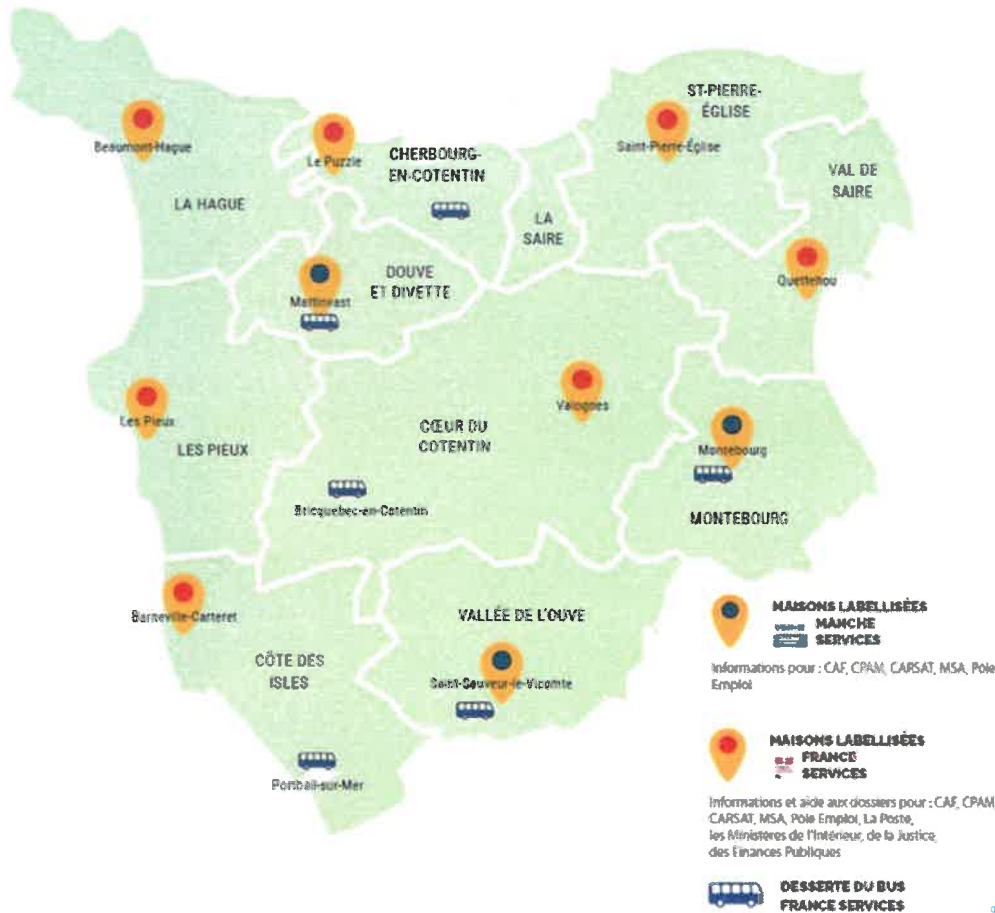 ST-PIERRE-
ÉGLISE
Beaumont-Hague
Le Puzzle
CHERBOURG-
EN-COTENTIN
Saint-Pierre-Église
VAL DE
SAIRE
LA HAGUE
LA
SAIRE
DOUVE
ET DIVETTE
Martinvast
Quettehou
Les Pieux
LES PIEUX
CŒUR DU
COTENTIN
Valognes
Montebourg
Bricquebec-en-Cotentin
MONTEBOURG
Barneville-Carteret
VALLÉE DE L'OUVE
CÔTE DES
ISLES
Saint-Sauveur-le-Vicomte
Portbail-sur-Mer
MAISONS LABELLISÉES
MANCHE
SERVICES
Informations pour : CAF, CPAM, CARSAT, MSA, Pôle
Emploi
MAISONS LABELLISÉES
FRANCE
SERVICES
Informations et aide aux dossiers pour : CAF, CPAM,
CARSAT, MSA, Pôle Emploi, La Poste,
les Ministères de l'Intérieur, de la Justice,
des Finances Publiques
DESSERTE DU BUS
FRANCE SERVICES